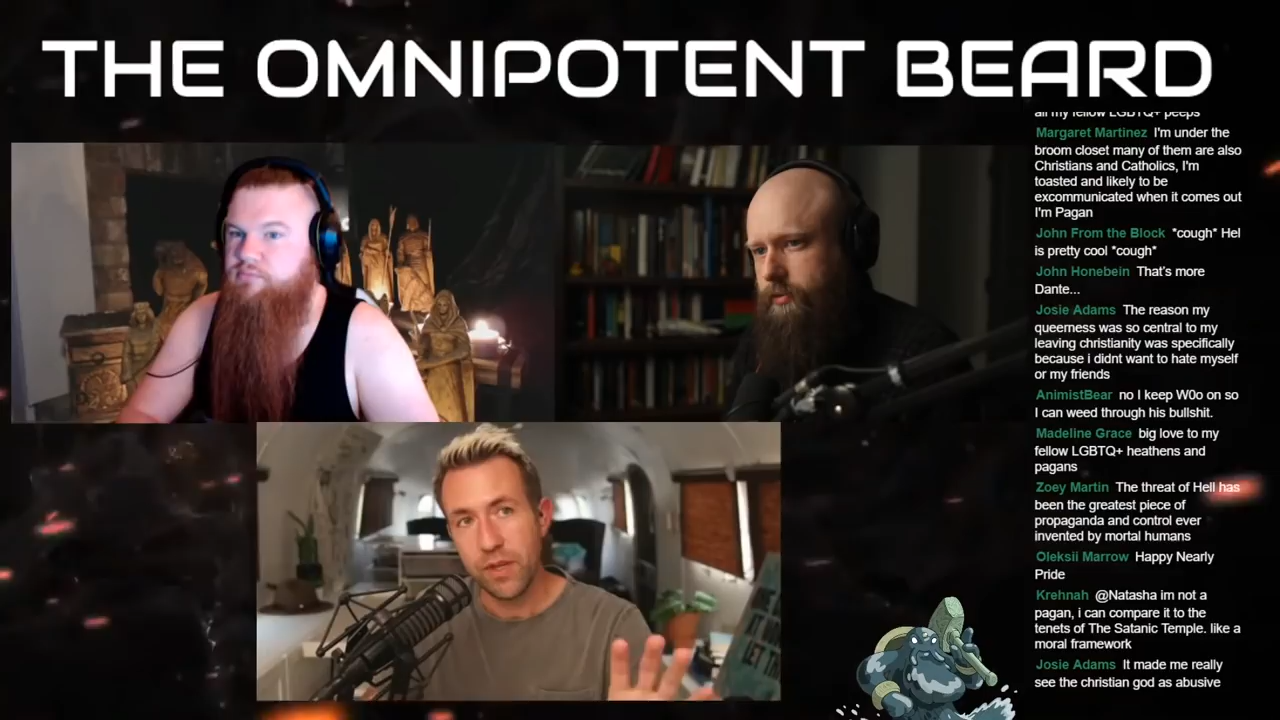 THE OMNIPOTENT BEARD
all my fellow LGBTQ+ peeps
Margaret Martinez I'm under the
broom closet many of them are also
Christians and Catholics, I'm
toasted and likely to be
excommunicated when it comes out
I'm Pagan
John From the Block *cough* Hel
is pretty cool *cough*
John Honebein That's more
Dante...
Josie Adams The reason my
queerness was so central to my
leaving christianity was specifically
because i didnt want to hate myself
or my friends
AnimistBear no I keep W0o on so
I can weed through his bullshit.
Madeline Grace big love to my
fellow LGBTQ+ heathens and
pagans
Zoey Martin The threat of Hell has
been the greatest piece of
propaganda and control ever
invented by mortal humans
Oleksii Marrow Happy Nearly
Pride
Krehnah @Natasha im not a
pagan, i can compare it to the
tenets of The Satanic Temple. like a
moral framework
Josie Adams It made me really
see the christian god as abusive